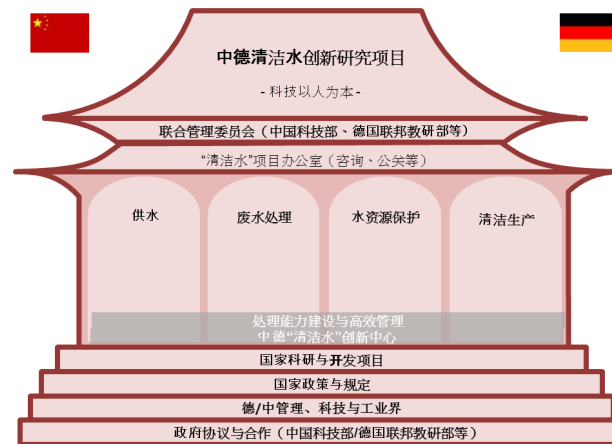 中德清洁水创新研究项目
- 科技以人为本 -
联合管理委员会（中国科技部、德国联邦教研部等）
“清洁水”项目办公室（咨询、公关等）
供水
废水处理
水资源保护
清洁生产
处理能力建设与高效管理
中德“清洁水”创新中心
国家科研与开发项目
国家政策与规定
德/中管理、科技与工业界
政府协议与合作（中国科技部/德国联邦教研部等）